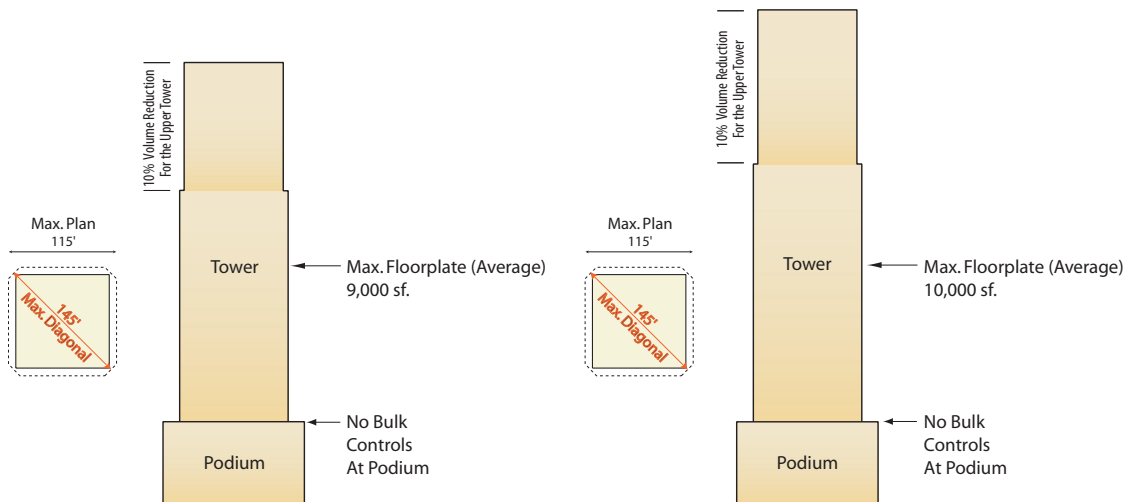 10% Volume Reduction
For the Upper Tower
Max. Plan
115'
145'
Max. Diagonal
Tower
Max. Floorplate (Average)
9,000 sf.
No Bulk
Controls
At Podium
Podium
10% Volume Reduction
For the Upper Tower
Max. Plan
115'
145'
Max. Diagonal
Tower
Max. Floorplate (Average)
10,000 sf.
No Bulk
Controls
At Podium
Podium